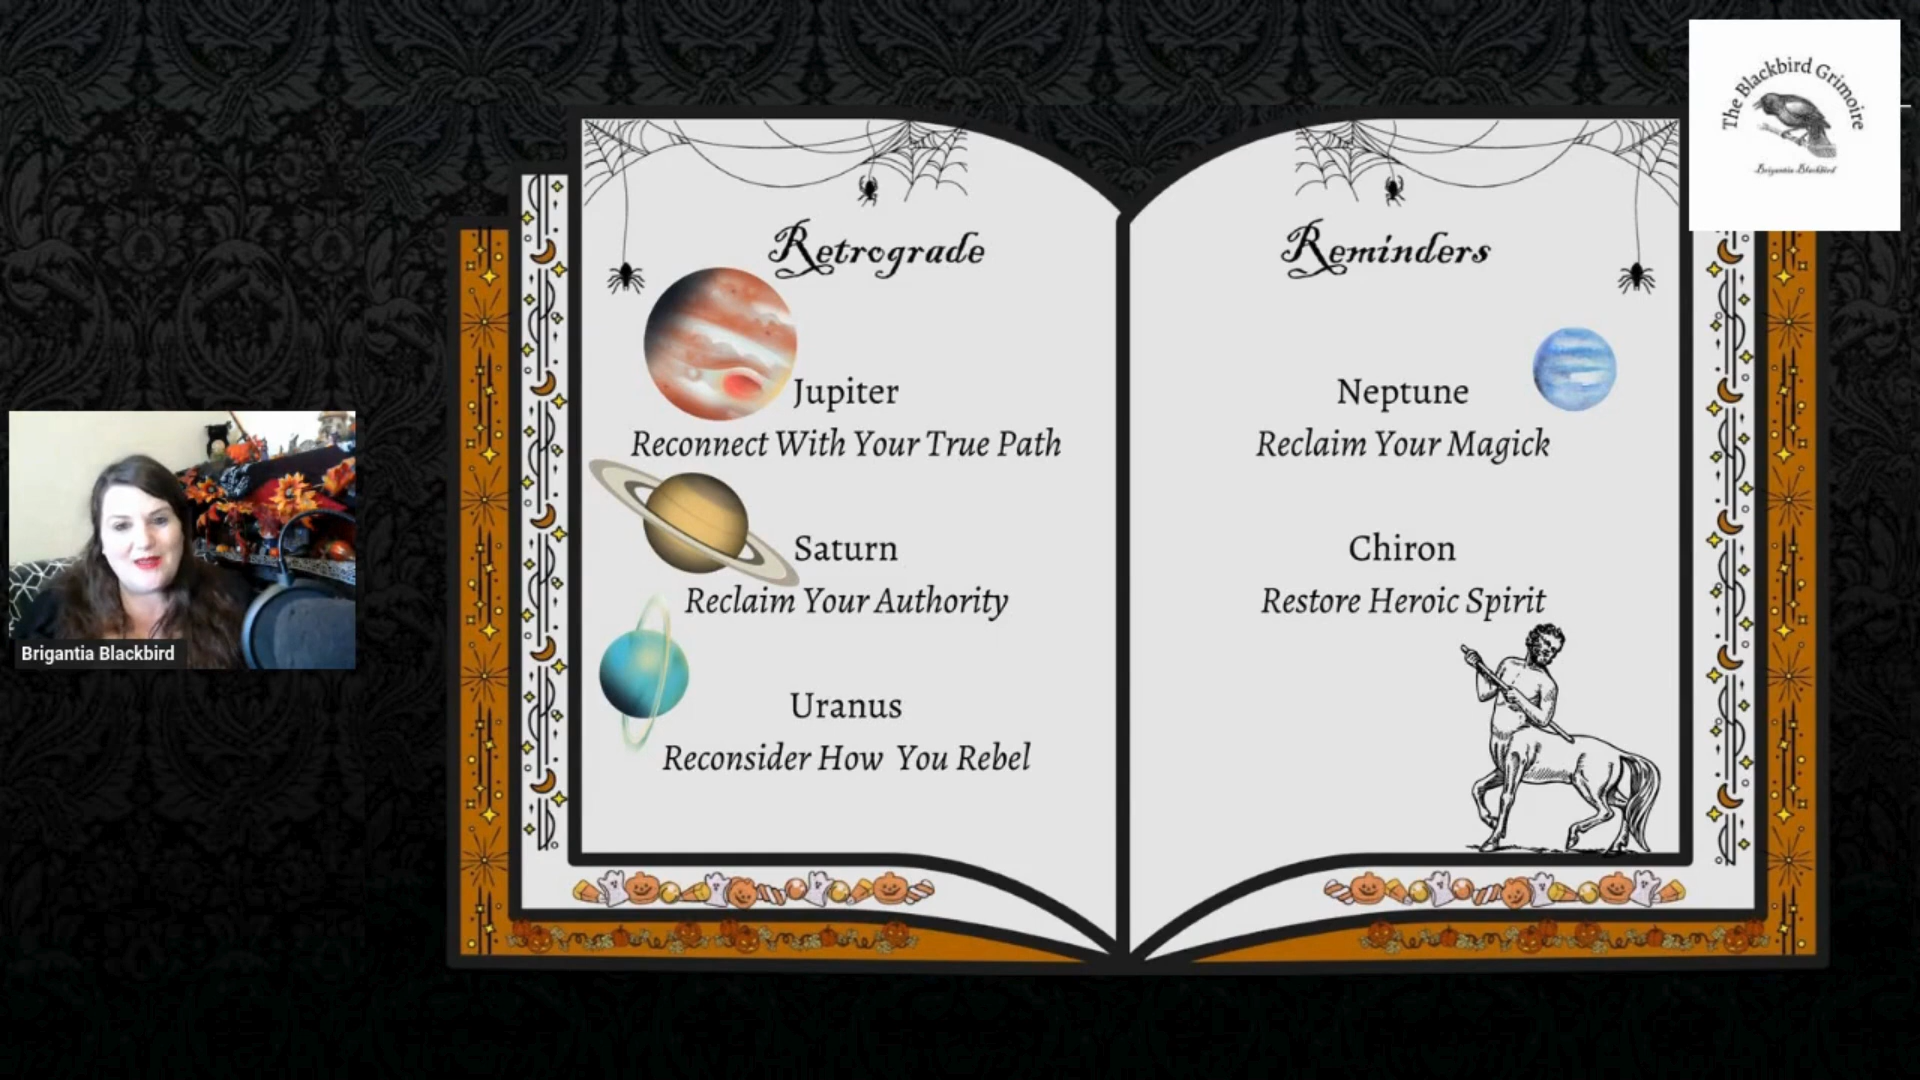 The Blackbird Grimoire
Brigantia Blackbird
Retrograde
Jupiter
Reconnect With Your True Path
Saturn
Reclaim Your Authority
Uranus
Reconsider How You Rebel
Reminders
Neptune
Reclaim Your Magick
Chiron
Restore Heroic Spirit
Brigantia Blackbird